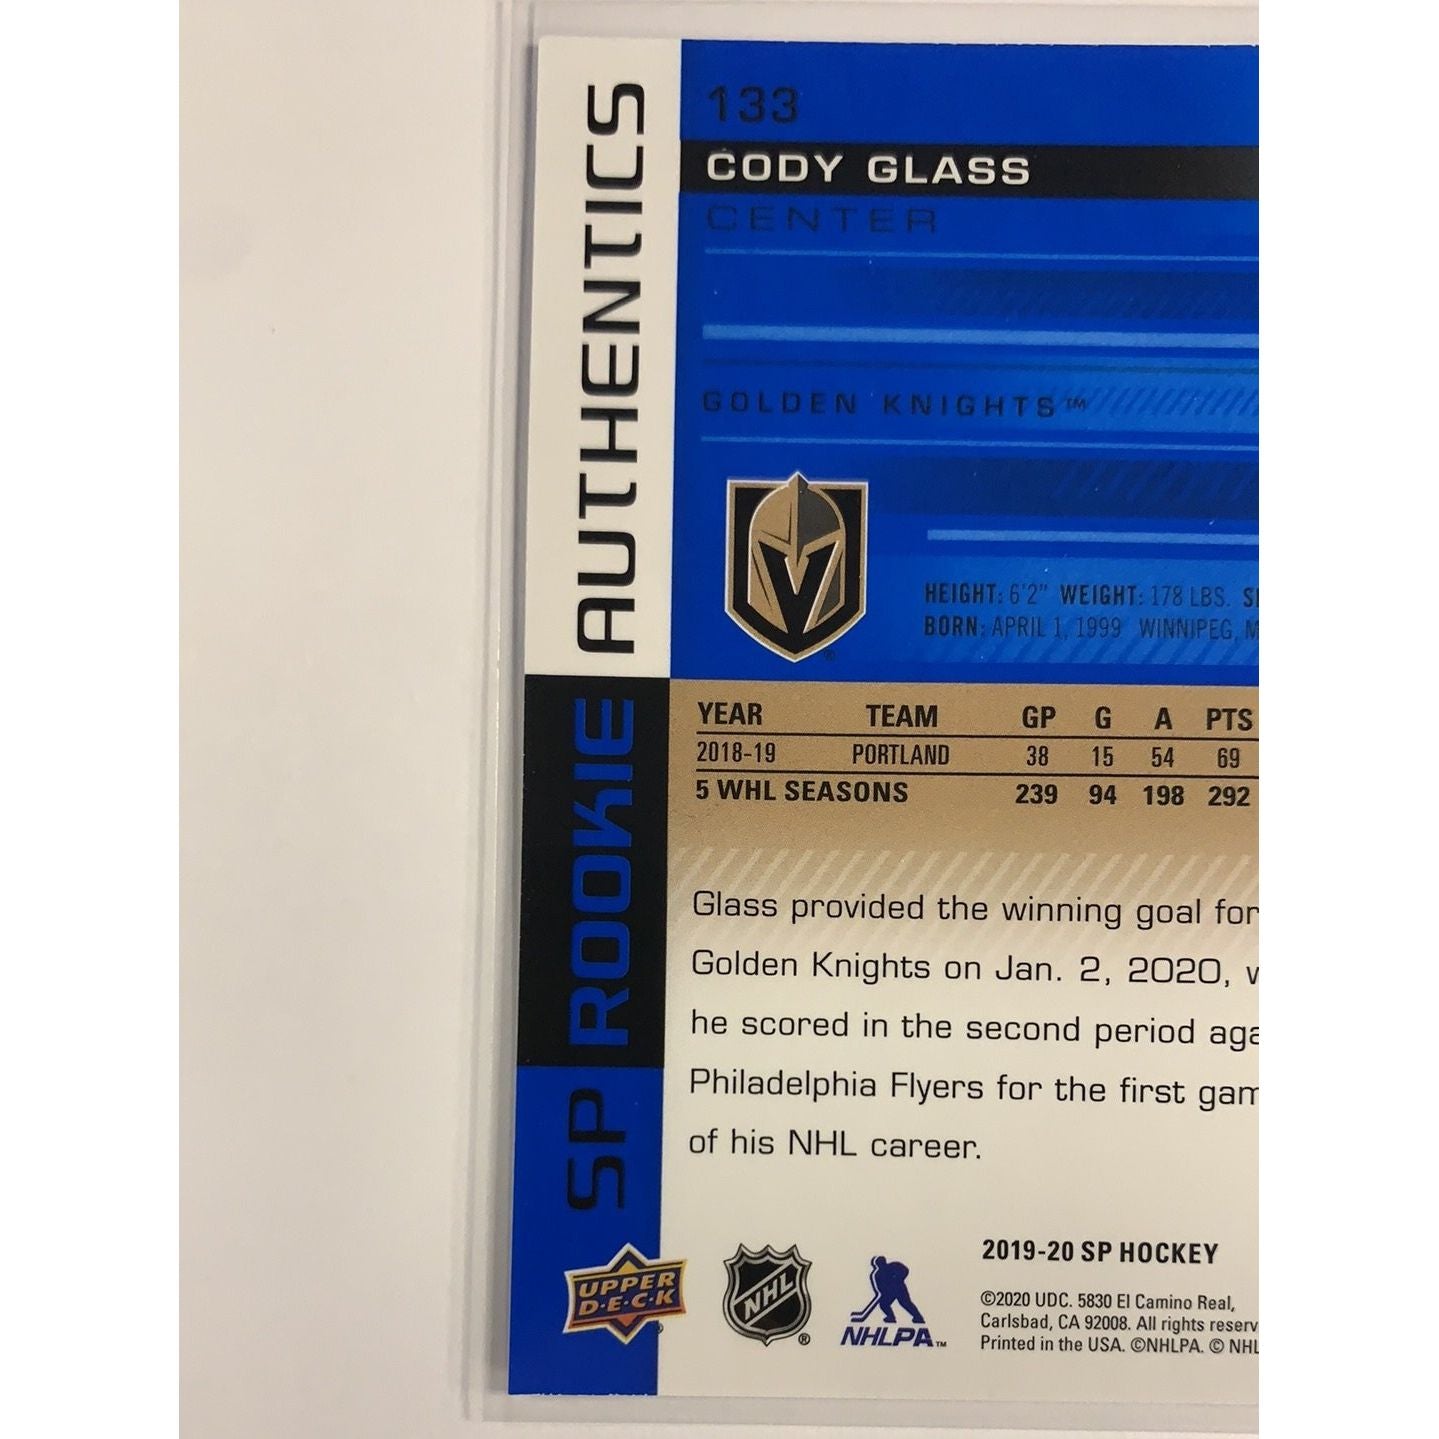 133
CODY GLASS
CENTER
GOLDEN KNIGHTS™
HEIGHT: 6'2" WEIGHT: 178 LBS.
BORN: APRIL 1, 1999 WINNIPEG,
YEAR TEAM GP G A PTS
2018-19 PORTLAND 38 15 54 69
5 WHL SEASONS 239 94 198 292
Glass provided the winning goal for
Golden Knights on Jan. 2, 2020,
he scored in the second period
Philadelphia Flyers for the first
of his NHL career.
SP ROOKIE AUTHENTICS
UPPER
D·E·C·K
NHL ®
NHLPA™
2019-20 SP HOCKEY
©2020 UDC. 5830 El Camino Real,
Carlsbad, CA 92008. All rights
Printed in the USA. ©NHLPA. © NHL